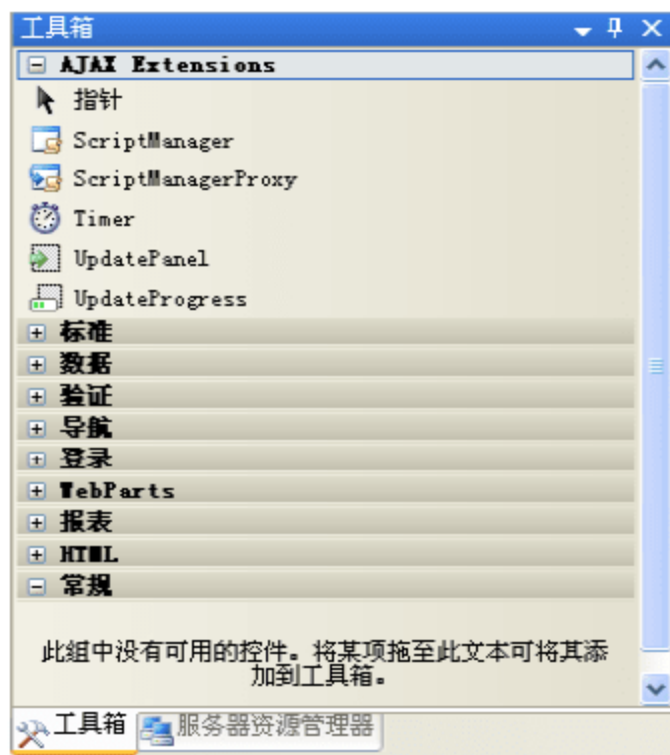 工具箱
AJAX Extensions
指针
ScriptManager
ScriptManagerProxy
Timer
UpdatePanel
UpdateProgress
标准
数据
验证
导航
登录
WebParts
报表
HTML
常规
此组中没有可用的控件。将某项拖至此文本可将其添
加到工具箱。
工具箱 服务器资源管理器